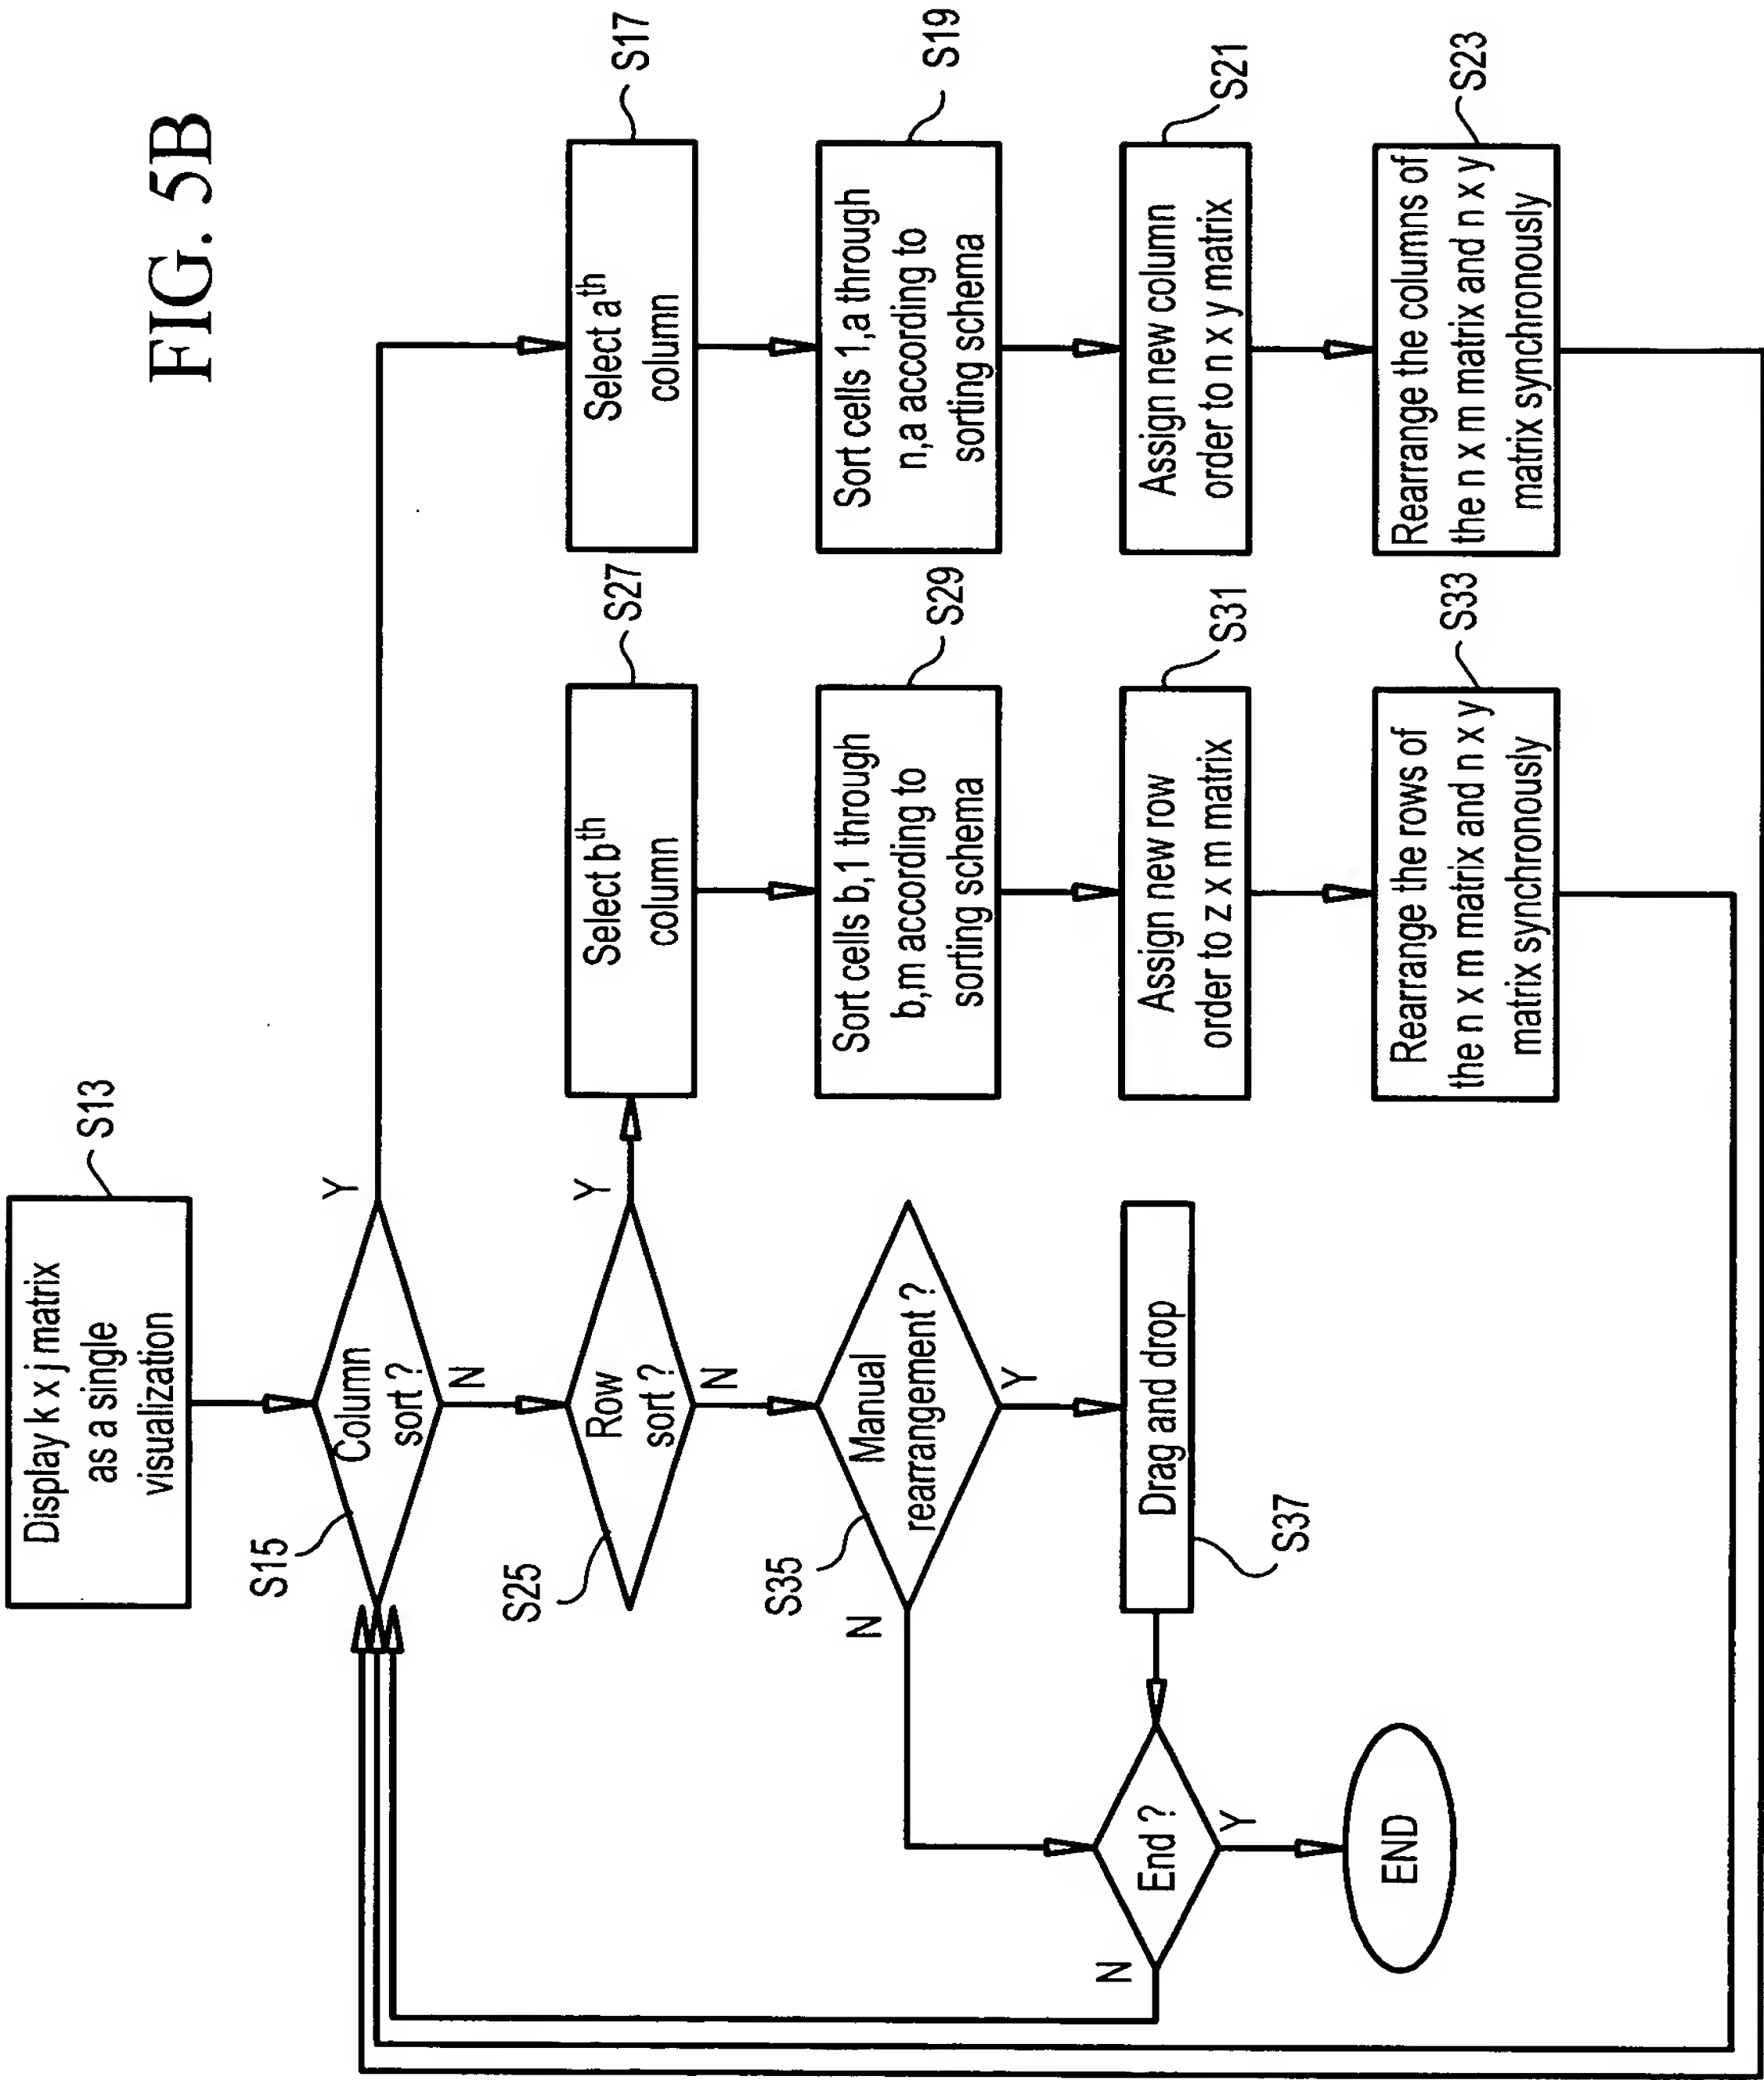 FIG. 5B
Display k x j matrix
as a single
visualization
S13
Column
sort ?
S15
Y
N
Select aᵗʰ
column
S17
Sort cells 1,a through
n,a according to
sorting schema
S19
Assign new column
order to n x y matrix
S21
Rearrange the columns of
the n x m matrix and n x y
matrix synchronously
S23
Row
sort ?
S25
Y
N
Select bᵗʰ
column
S27
Sort cells b,1 through
b,m according to
sorting schema
S29
Assign new row
order to z x m matrix
S31
Rearrange the rows of
the n x m matrix and n x y
matrix synchronously
S33
Manual
rearrangement ?
S35
N
Y
Drag and drop
S37
End ?
N
Y
END